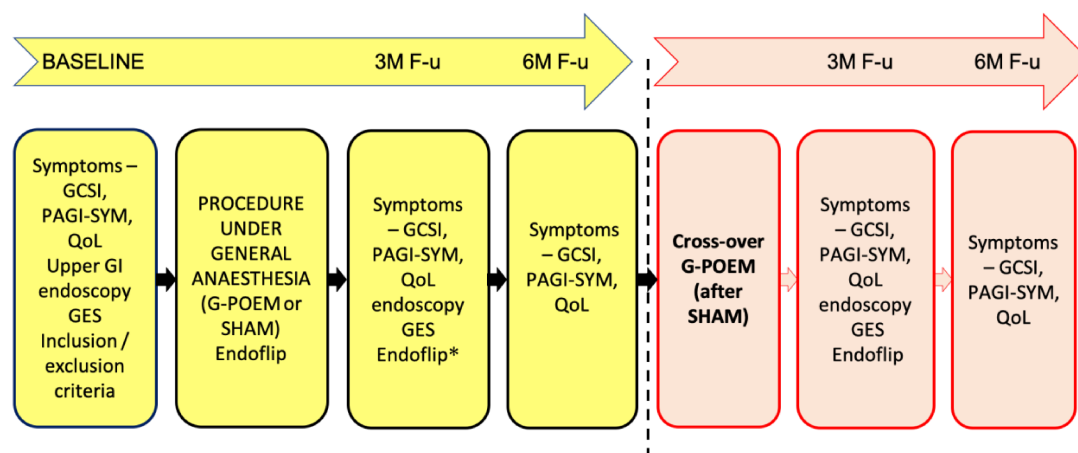 BASELINE
3M F-u
6M F-u
3M F-u
6M F-u
Symptoms –
GCSI,
PAGI-SYM,
QoL
Upper GI
endoscopy
GES
Inclusion /
exclusion
criteria
PROCEDURE
UNDER
GENERAL
ANAESTHESIA
(G-POEM or
SHAM)
Endoflip
Symptoms
– GCSI,
PAGI-SYM,
QoL
endoscopy
GES
Endoflip*
Symptoms
– GCSI,
PAGI-SYM,
QoL
Cross-over
G-POEM
(after
SHAM)
Symptoms
– GCSI,
PAGI-SYM,
QoL
endoscopy
GES
Endoflip
Symptoms
– GCSI,
PAGI-SYM,
QoL